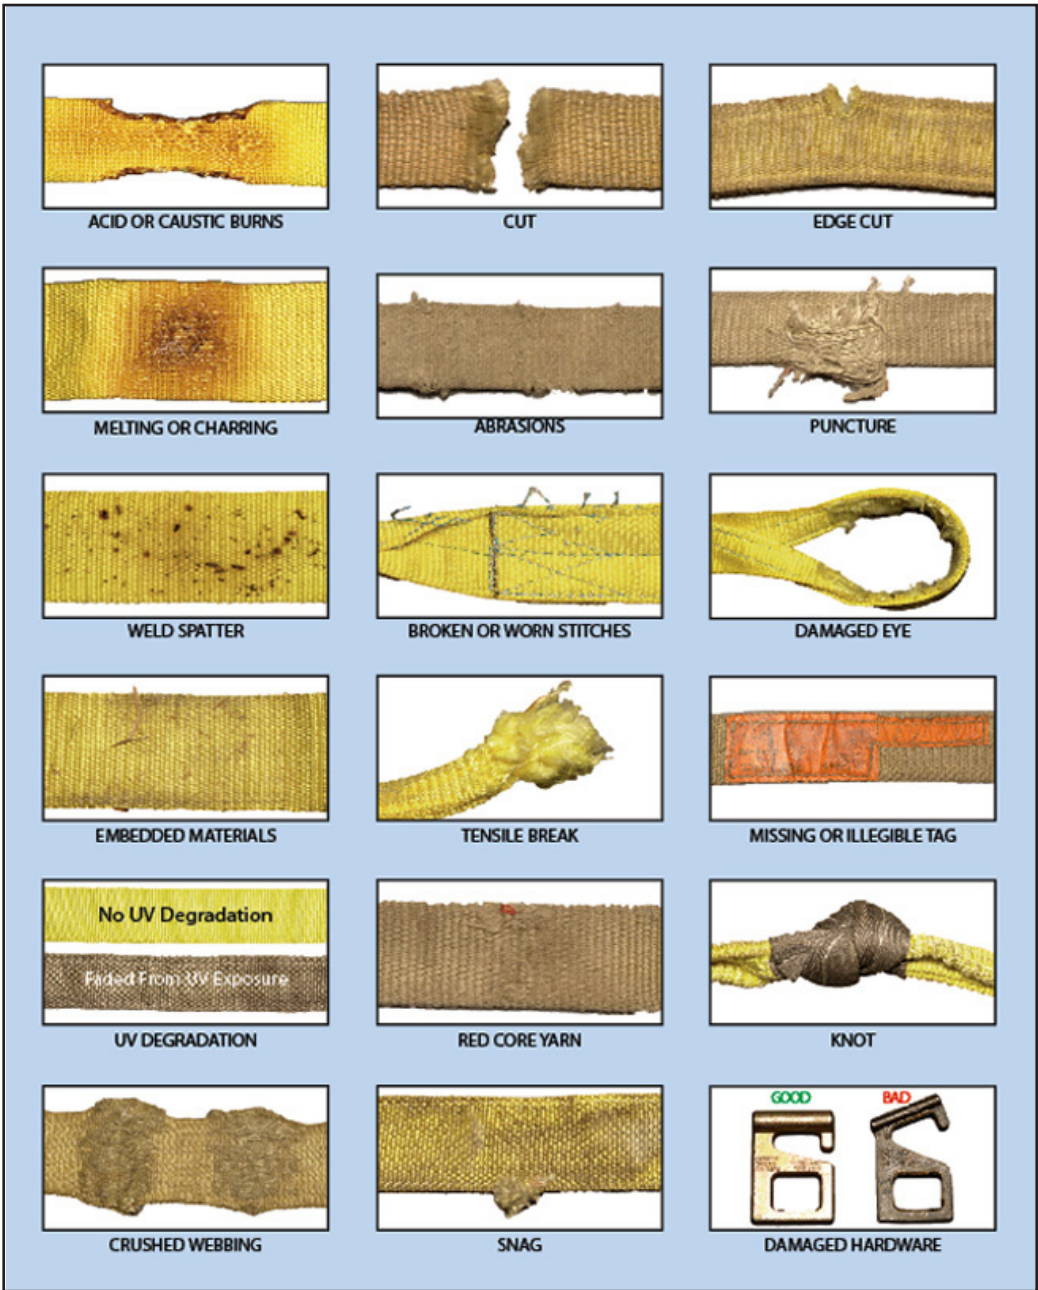 ACID OR CAUSTIC BURNS
CUT
EDGE CUT
MELTING OR CHARRING
ABRASIONS
PUNCTURE
WELD SPATTER
BROKEN OR WORN STITCHES
DAMAGED EYE
EMBEDDED MATERIALS
TENSILE BREAK
MISSING OR ILLEGIBLE TAG
No UV Degradation
Faded From UV Exposure
UV DEGRADATION
RED CORE YARN
KNOT
CRUSHED WEBBING
SNAG
GOOD
BAD
DAMAGED HARDWARE